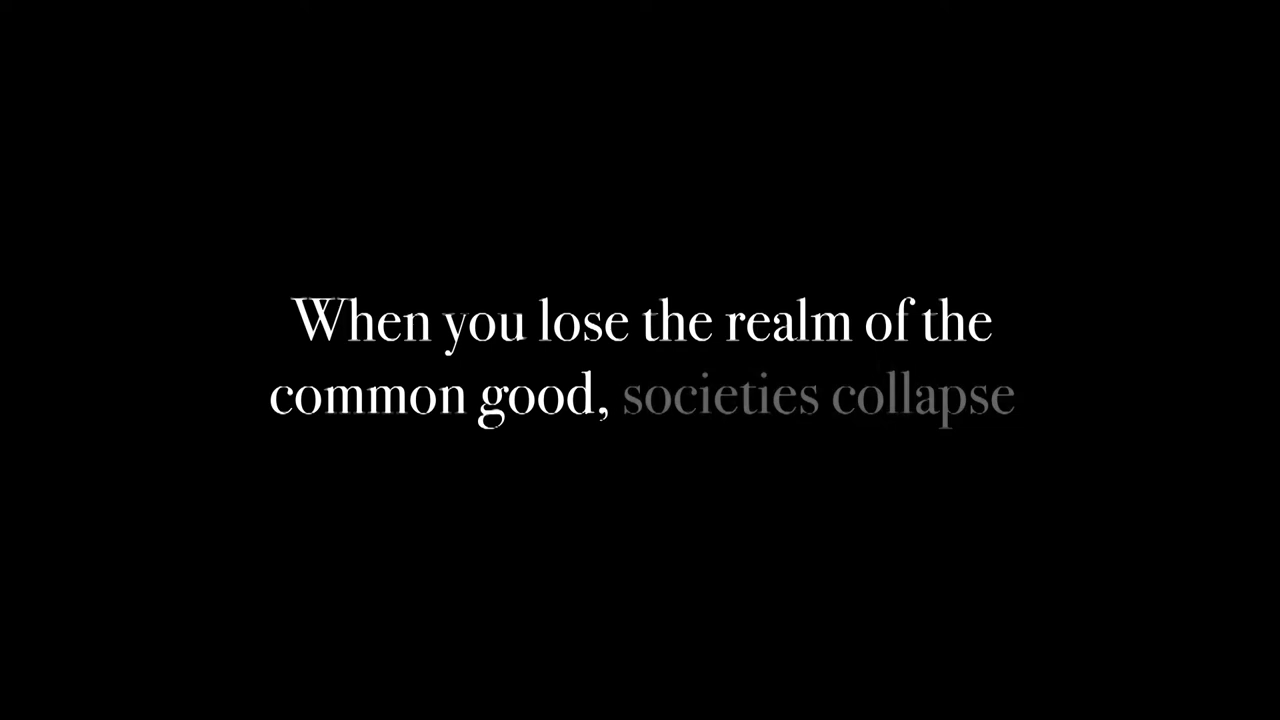 When you lose the realm of the
common good, societies collapse